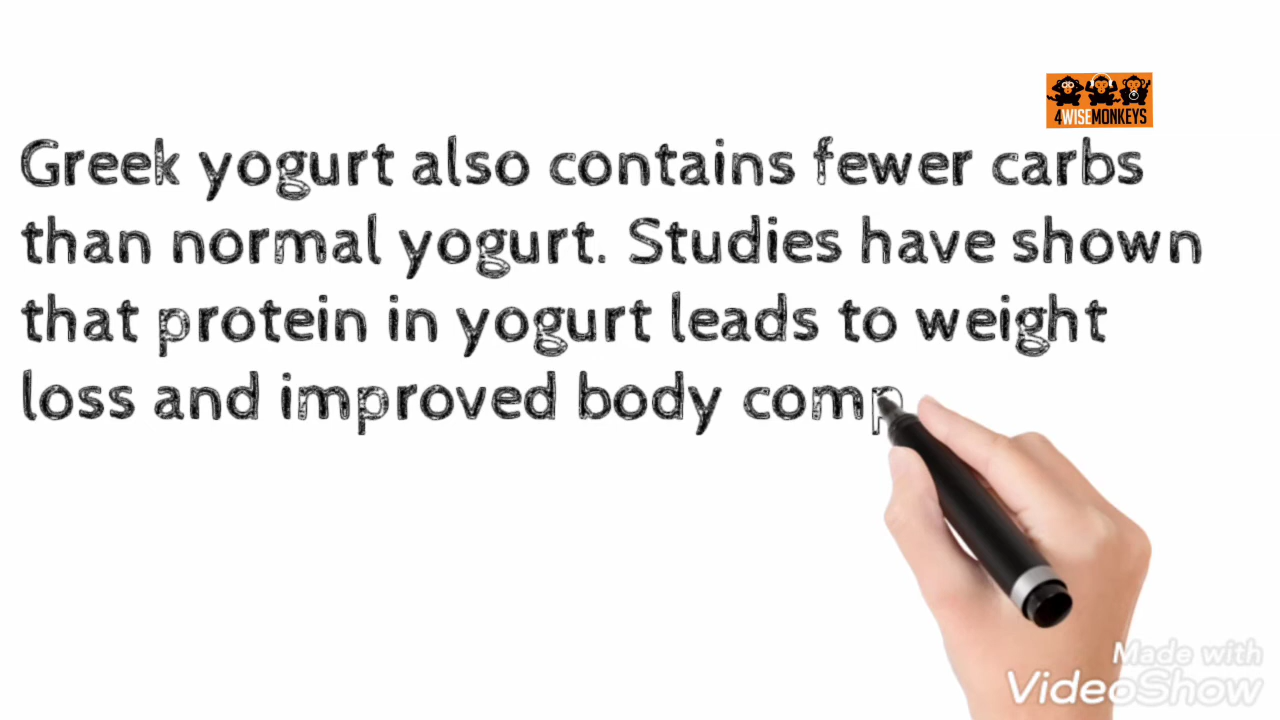 4WISEMONKEYS
Greek yogurt also contains fewer carbs
than normal yogurt. Studies have shown
that protein in yogurt leads to weight
loss and improved body comp
Made with
VideoShow